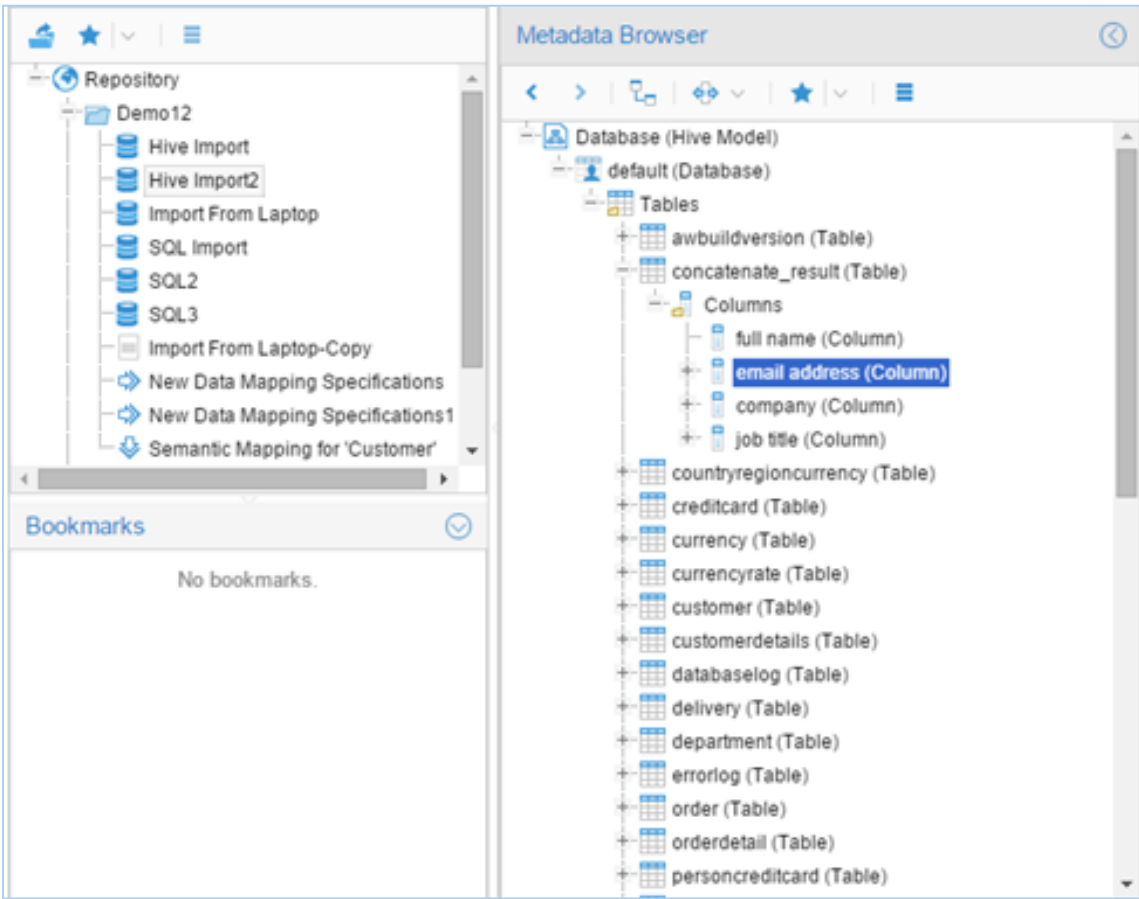 Repository
Demo12
Hive Import
Hive Import2
Import From Laptop
SQL Import
SQL2
SQL3
Import From Laptop-Copy
New Data Mapping Specifications
New Data Mapping Specifications1
Semantic Mapping for 'Customer'
Bookmarks
No bookmarks.
Metadata Browser
Database (Hive Model)
default (Database)
Tables
awbuildversion (Table)
concatenate_result (Table)
Columns
full name (Column)
email address (Column)
company (Column)
job title (Column)
countryregioncurrency (Table)
creditcard (Table)
currency (Table)
currencyrate (Table)
customer (Table)
customerdetails (Table)
databaselog (Table)
delivery (Table)
department (Table)
errorlog (Table)
order (Table)
orderdetail (Table)
personcreditcard (Table)